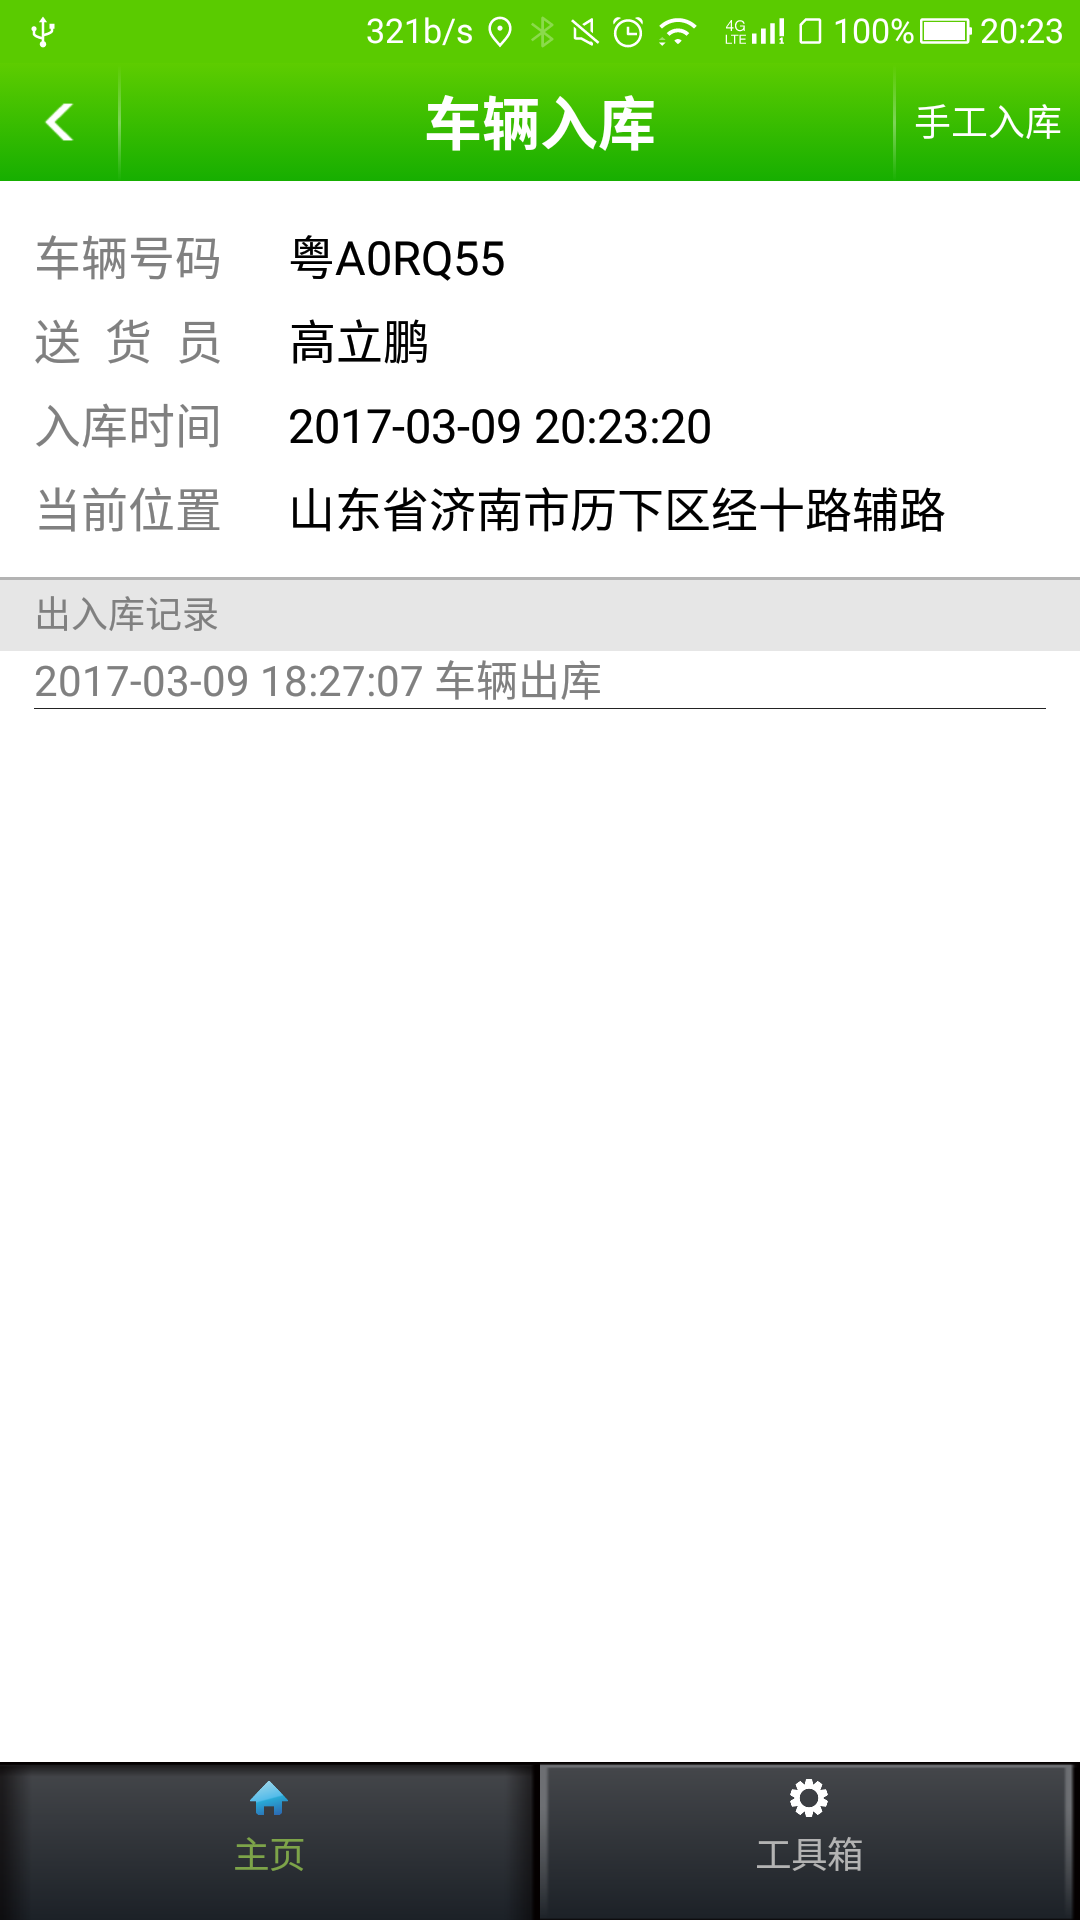 321b/s 4G LTE 1 100% 20:23
车辆入库 手工入库
车辆号码 粤A0RQ55
送货员 高立鹏
入库时间 2017-03-09 20:23:20
当前位置 山东省济南市历下区经十路辅路
出入库记录
2017-03-09 18:27:07 车辆出库
主页 工具箱